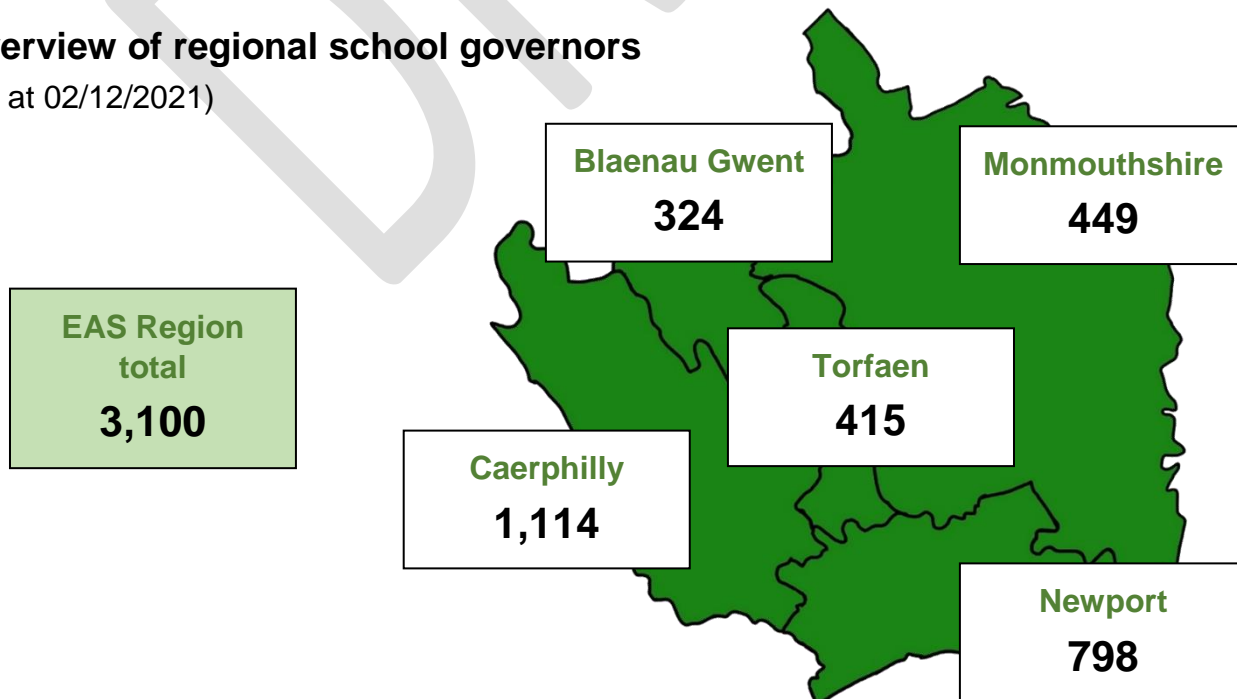 verview of regional school governors
at 02/12/2021)
Blaenau Gwent
324
Monmouthshire
449
EAS Region
total
3,100
Torfaen
415
Caerphilly
1,114
Newport
798